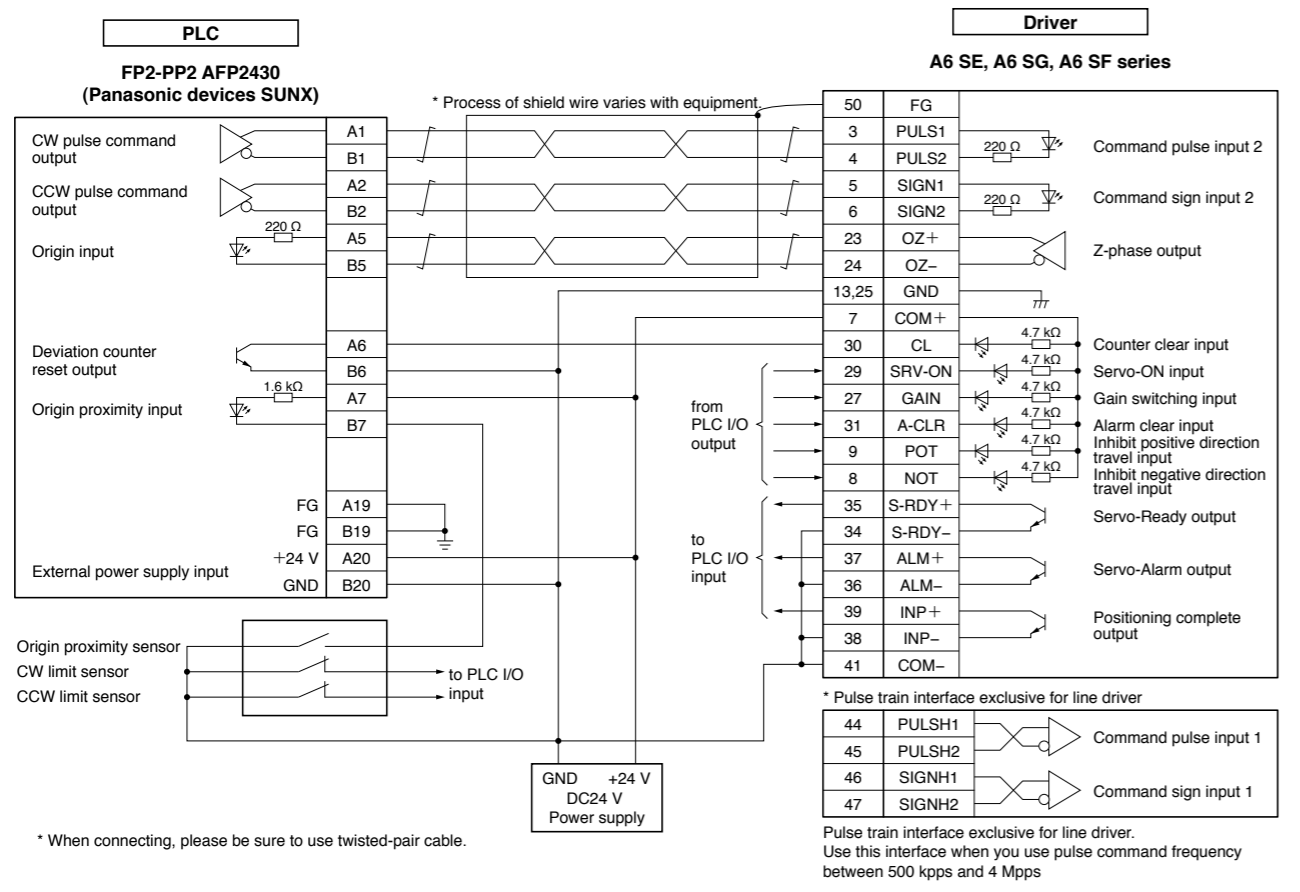 PLC
Driver
FP2-PP2 AFP2430
(Panasonic devices SUNX)
A6 SE, A6 SG, A6 SF series
* Process of shield wire varies with equipment.
50 FG
CW pulse command
output
A1
B1
3 PULS1
4 PULS2
220 Ω
Command pulse input 2
CCW pulse command
output
A2
B2
5 SIGN1
6 SIGN2
220 Ω
Command sign input 2
Origin input
220 Ω
A5
B5
23 OZ+
24 OZ−
Z-phase output
13,25 GND
7 COM+
Deviation counter
reset output
A6
B6
30 CL
4.7 kΩ
Counter clear input
29 SRV-ON
4.7 kΩ
Servo-ON input
Origin proximity input
1.6 kΩ
A7
B7
27 GAIN
4.7 kΩ
Gain switching input
31 A-CLR
4.7 kΩ
Alarm clear input
9 POT
4.7 kΩ
Inhibit positive direction
travel input
8 NOT
4.7 kΩ
Inhibit negative direction
travel input
from
PLC I/O
output
FG A19
FG B19
+24 V A20
GND B20
External power supply input
to
PLC I/O
input
35 S-RDY+
34 S-RDY−
Servo-Ready output
37 ALM+
36 ALM−
Servo-Alarm output
39 INP+
38 INP−
Positioning complete
output
41 COM−
Origin proximity sensor
CW limit sensor
CCW limit sensor
to PLC I/O
input
* Pulse train interface exclusive for line driver
44 PULSH1
45 PULSH2
Command pulse input 1
46 SIGNH1
47 SIGNH2
Command sign input 1
GND +24 V
DC24 V
Power supply
* When connecting, please be sure to use twisted-pair cable.
Pulse train interface exclusive for line driver.
Use this interface when you use pulse command frequency
between 500 kpps and 4 Mpps